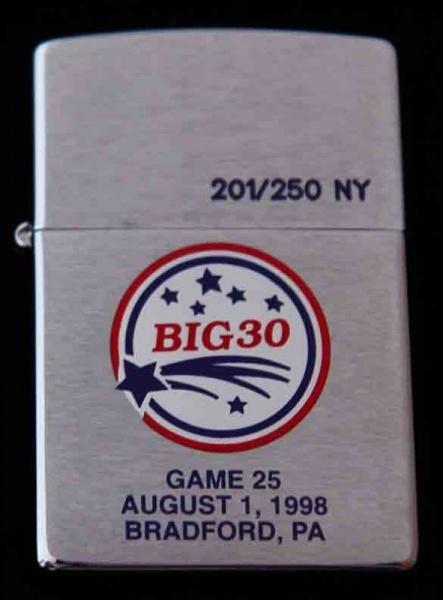 201/250 NY
BIG30
GAME 25
AUGUST 1, 1998
BRADFORD, PA